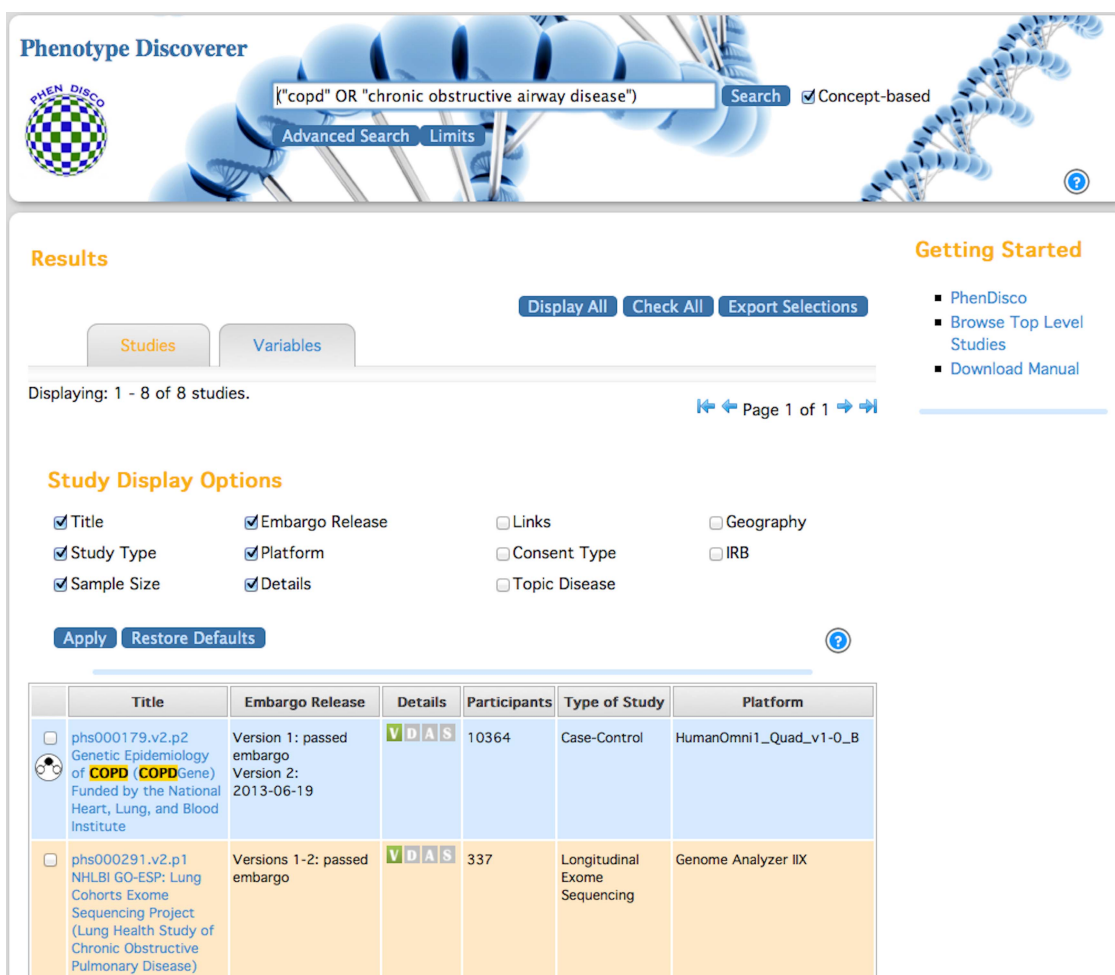 Phenotype Discoverer
PHEN DISCO
("copd" OR "chronic obstructive airway disease")
Search
Concept-based
Advanced Search
Limits
?
Results
Getting Started
Display All
Check All
Export Selections
PhenDisco
Browse Top Level
Studies
Download Manual
Studies
Variables
Displaying: 1 - 8 of 8 studies.
Page 1 of 1
Study Display Options
Title
Embargo Release
Links
Geography
Study Type
Platform
Consent Type
IRB
Sample Size
Details
Topic Disease
Apply
Restore Defaults
?
Title
Embargo Release
Details
Participants
Type of Study
Platform
phs000179.v2.p2
Genetic Epidemiology
of COPD (COPDGene)
Funded by the National
Heart, Lung, and Blood
Institute
Version 1: passed
embargo
Version 2:
2013-06-19
V D A S
10364
Case-Control
HumanOmni1_Quad_v1-0_B
phs000291.v2.p1
NHLBI GO-ESP: Lung
Cohorts Exome
Sequencing Project
(Lung Health Study of
Chronic Obstructive
Pulmonary Disease)
Versions 1-2: passed
embargo
V D A S
337
Longitudinal
Exome
Sequencing
Genome Analyzer IIX